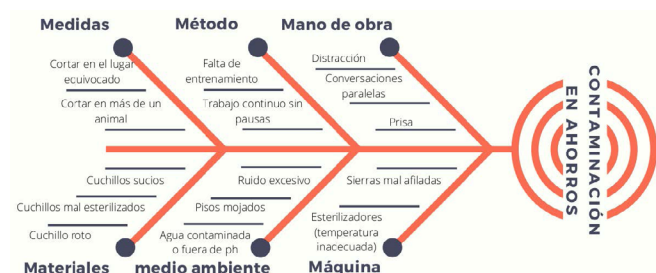 Medidas
Método
Mano de obra
Cortar en el lugar
ecuivocado
Cortar en más de un
animal
Falta de
entrenamiento
Trabajo continuo sin
pausas
Distracción
Conversaciones
paralelas
Prisa
CONTAMINACIÓN
EN AHORROS
Cuchillos sucios
Cuchillos mal esterilizados
Cuchillo roto
Ruido excesivo
Pisos mojados
Agua contaminada
o fuera de ph
Sierras mal afiladas
Esterilizadores
(temperatura
inacecuada)
Materiales
medio ambiente
Máquina